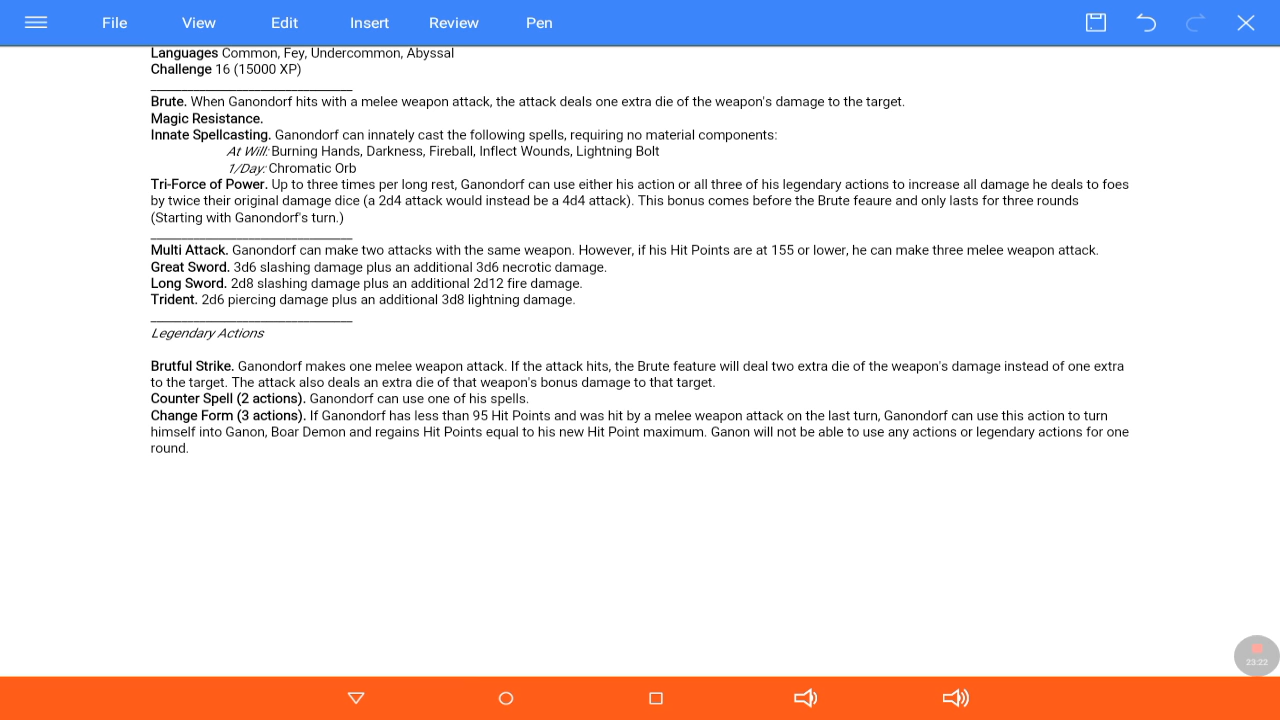 File View Edit Insert Review Pen
Languages Common, Fey, Undercommon, Abyssal
Challenge 16 (15000 XP)
Brute. When Ganondorf hits with a melee weapon attack, the attack deals one extra die of the weapon's damage to the target.
Magic Resistance.
Innate Spellcasting. Ganondorf can innately cast the following spells, requiring no material components:
At Will: Burning Hands, Darkness, Fireball, Inflect Wounds, Lightning Bolt
1/Day: Chromatic Orb
Tri-Force of Power. Up to three times per long rest, Ganondorf can use either his action or all three of his legendary actions to increase all damage he deals to foes
by twice their original damage dice (a 2d4 attack would instead be a 4d4 attack). This bonus comes before the Brute feaure and only lasts for three rounds
(Starting with Ganondorf's turn.)
Multi Attack. Ganondorf can make two attacks with the same weapon. However, if his Hit Points are at 155 or lower, he can make three melee weapon attack.
Great Sword. 3d6 slashing damage plus an additional 3d6 necrotic damage.
Long Sword. 2d8 slashing damage plus an additional 2d12 fire damage.
Trident. 2d6 piercing damage plus an additional 3d8 lightning damage.
Legendary Actions
Brutful Strike. Ganondorf makes one melee weapon attack. If the attack hits, the Brute feature will deal two extra die of the weapon's damage instead of one extra
to the target. The attack also deals an extra die of that weapon's bonus damage to that target.
Counter Spell (2 actions). Ganondorf can use one of his spells.
Change Form (3 actions). If Ganondorf has less than 95 Hit Points and was hit by a melee weapon attack on the last turn, Ganondorf can use this action to turn
himself into Ganon, Boar Demon and regains Hit Points equal to his new Hit Point maximum. Ganon will not be able to use any actions or legendary actions for one
round.
23:22